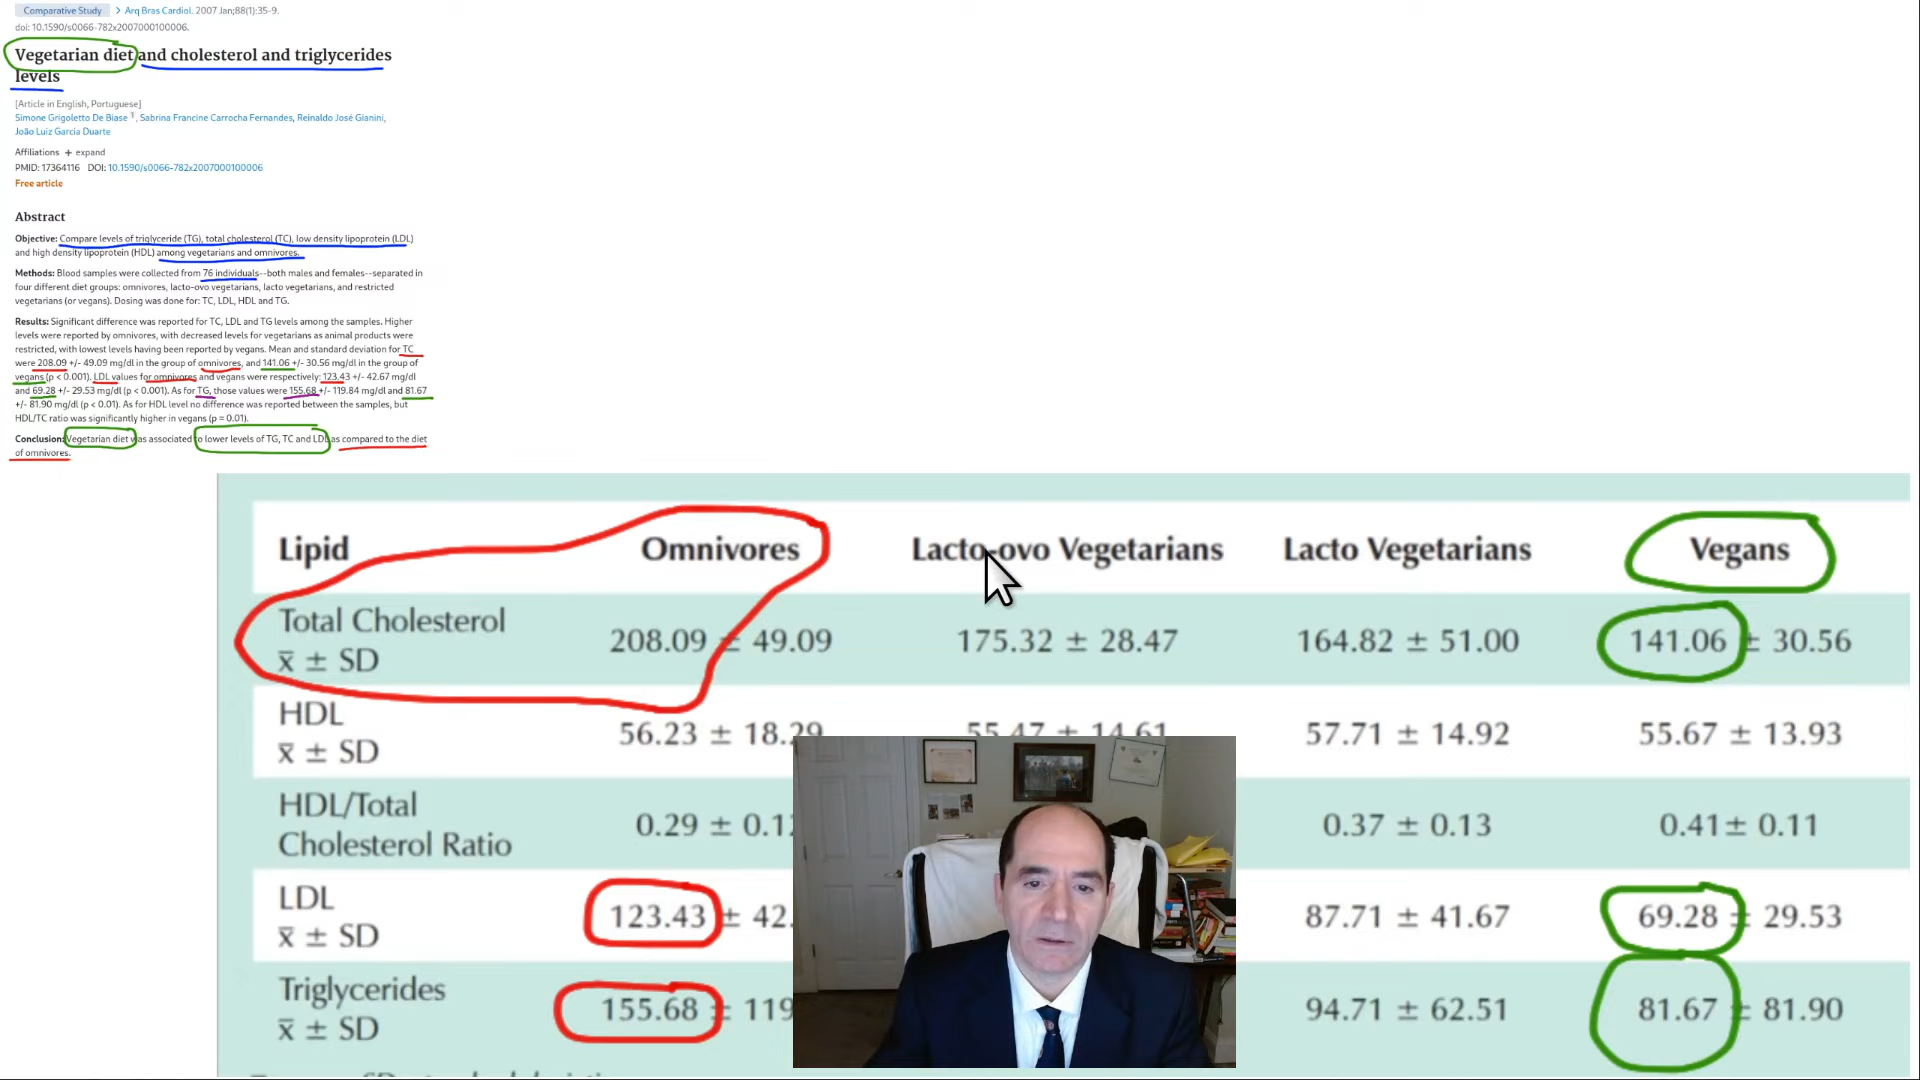 Comparative Study > Arq Bras Cardiol. 2007 Jan;88(1):35-9.
doi: 10.1590/s0066-782x2007000100006.
Vegetarian diet and cholesterol and triglycerides
levels
[Article in English, Portuguese]
Simone Grigoletto De Biase 1, Sabrina Francine Carrocha Fernandes, Reinaldo José Gianini,
João Luiz Garcia Duarte
Affiliations + expand
PMID: 17364116 DOI: 10.1590/s0066-782x2007000100006
Free article
Abstract
Objective: Compare levels of triglyceride (TG), total cholesterol (TC), low density lipoprotein (LDL)
and high density lipoprotein (HDL) among vegetarians and omnivores.
Methods: Blood samples were collected from 76 individuals--both males and females--separated in
four different diet groups: omnivores, lacto-ovo vegetarians, lacto vegetarians, and restricted
vegetarians (or vegans). Dosing was done for: TC, LDL, HDL and TG.
Results: Significant difference was reported for TC, LDL and TG levels among the samples. Higher
levels were reported by omnivores, with decreased levels for vegetarians as animal products were
restricted, with lowest levels having been reported by vegans. Mean and standard deviation for TC
were 208.09 +/- 49.09 mg/dl in the group of omnivores, and 141.06 +/- 30.56 mg/dl in the group of
vegans (p < 0.001). LDL values for omnivores and vegans were respectively: 123.43 +/- 42.67 mg/dl
and 69.28 +/- 29.53 mg/dl (p < 0.001). As for TG, those values were 155.68 +/- 119.84 mg/dl and 81.67
+/- 81.90 mg/dl (p < 0.01). As for HDL level no difference was reported between the samples, but
HDL/TC ratio was significantly higher in vegans (p = 0.01).
Conclusion: Vegetarian diet was associated to lower levels of TG, TC and LDL as compared to the diet
of omnivores.
Lipid Omnivores Lacto-ovo Vegetarians Lacto Vegetarians Vegans
Total Cholesterol
x̅ ± SD 208.09 ± 49.09 175.32 ± 28.47 164.82 ± 51.00 141.06 ± 30.56
HDL
x̅ ± SD 56.23 ± 18.29 55.47 ± 14.61 57.71 ± 14.92 55.67 ± 13.93
HDL/Total
Cholesterol Ratio 0.29 ± 0.12 0.37 ± 0.13 0.41± 0.11
LDL
x̅ ± SD 123.43 ± 42. 87.71 ± 41.67 69.28 ± 29.53
Triglycerides
x̅ ± SD 155.68 ± 119 94.71 ± 62.51 81.67 ± 81.90